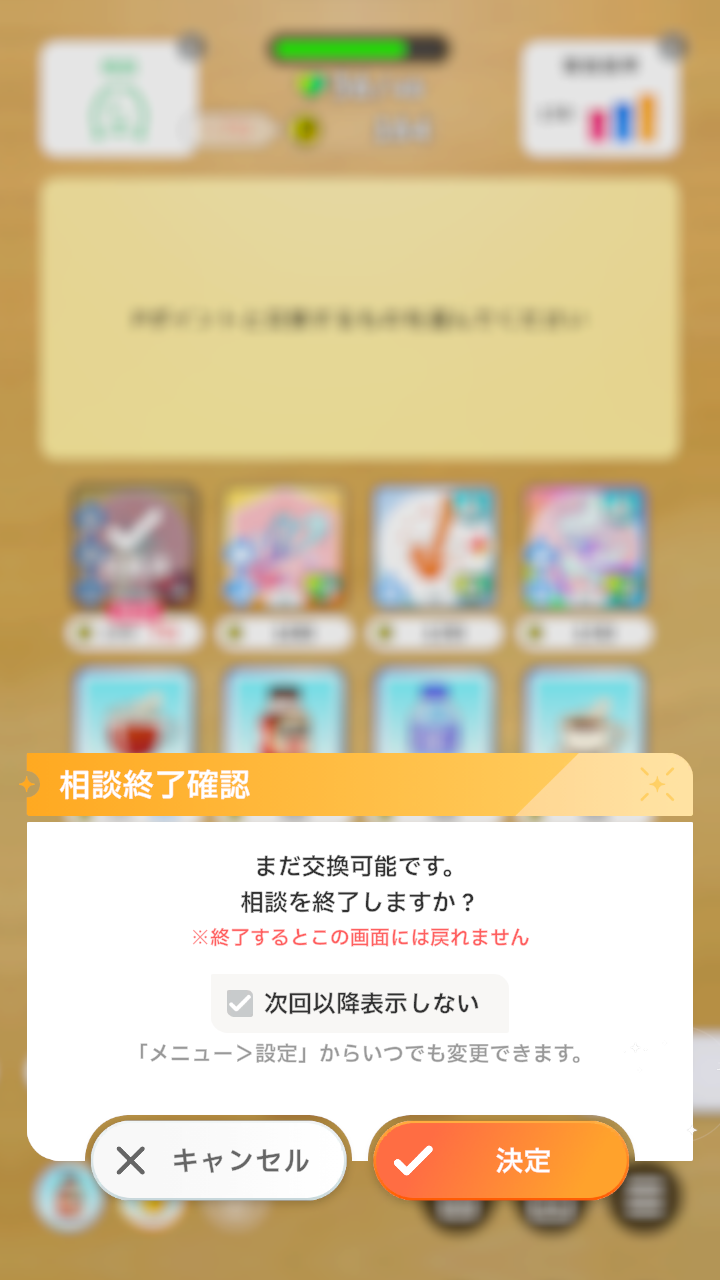 相談終了確認
まだ交換可能です。
相談を終了しますか？
※終了するとこの画面には戻れません
次回以降表示しない
「メニュー＞設定」からいつでも変更できます。
キャンセル
決定